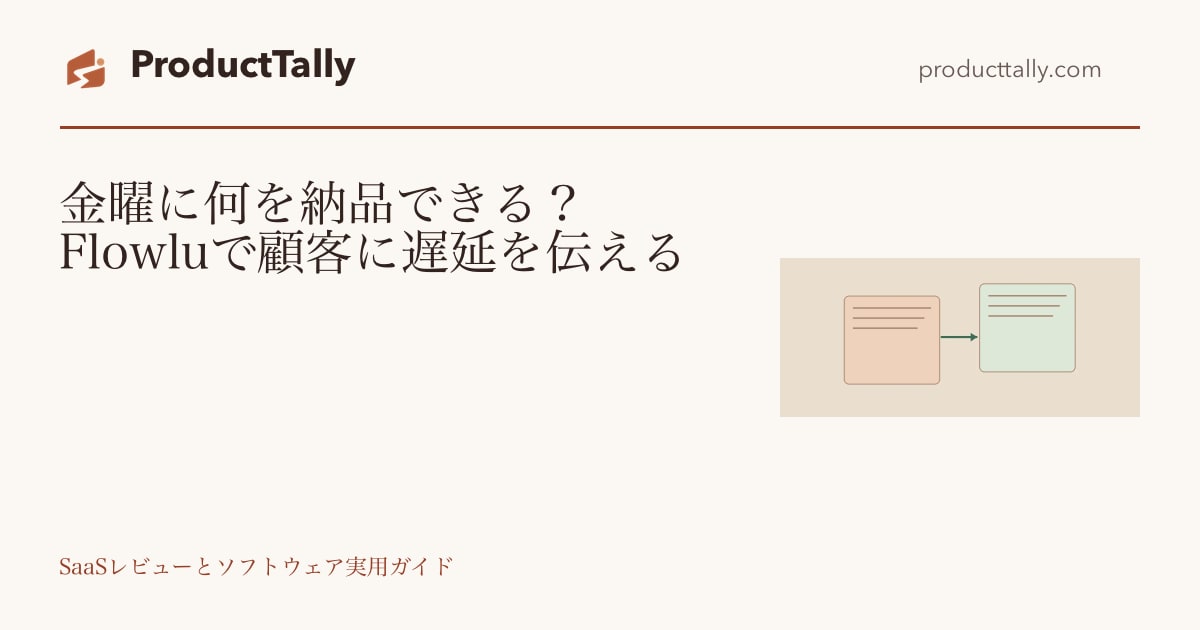 ProductTally
producttally.com
金曜に何を納品できる？
Flowluで顧客に遅延を伝える
SaaSレビューとソフトウェア実用ガイド